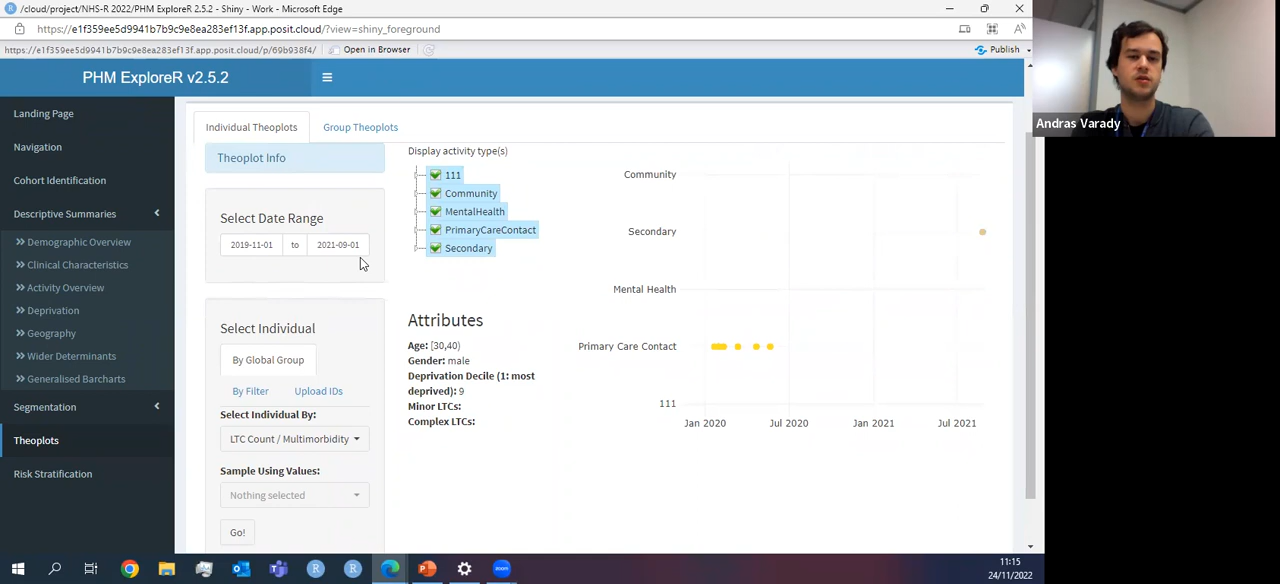 /cloud/project/NHS-R 2022/PHM ExploreR 2.5.2 - Shiny - Work - Microsoft Edge
https://e1f359ee5d9941b7b9c9e8ea283ef13f.app.posit.cloud/?view=shiny_foreground
https://e1f359ee5d9941b7b9c9e8ea283ef13f.app.posit.cloud/p/69b938f4/ Open in Browser Publish
PHM ExploreR v2.5.2
Landing Page
Navigation
Cohort Identification
Descriptive Summaries
Demographic Overview
Clinical Characteristics
Activity Overview
Deprivation
Geography
Wider Determinants
Generalised Barcharts
Segmentation
Theoplots
Risk Stratification
Individual Theoplots Group Theoplots
Theoplot Info
Select Date Range
2019-11-01 to 2021-09-01
Select Individual
By Global Group
By Filter Upload IDs
Select Individual By:
LTC Count / Multimorbidity
Sample Using Values:
Nothing selected
Go!
Display activity type(s)
111
Community
MentalHealth
PrimaryCareContact
Secondary
Attributes
Age: (30,40)
Gender: male
Deprivation Decile (1: most
deprived): 9
Minor LTCs:
Complex LTCs:
Community
Secondary
Mental Health
Primary Care Contact
111
Jan 2020 Jul 2020 Jan 2021 Jul 2021
Andras Varady
11:15
24/11/2022